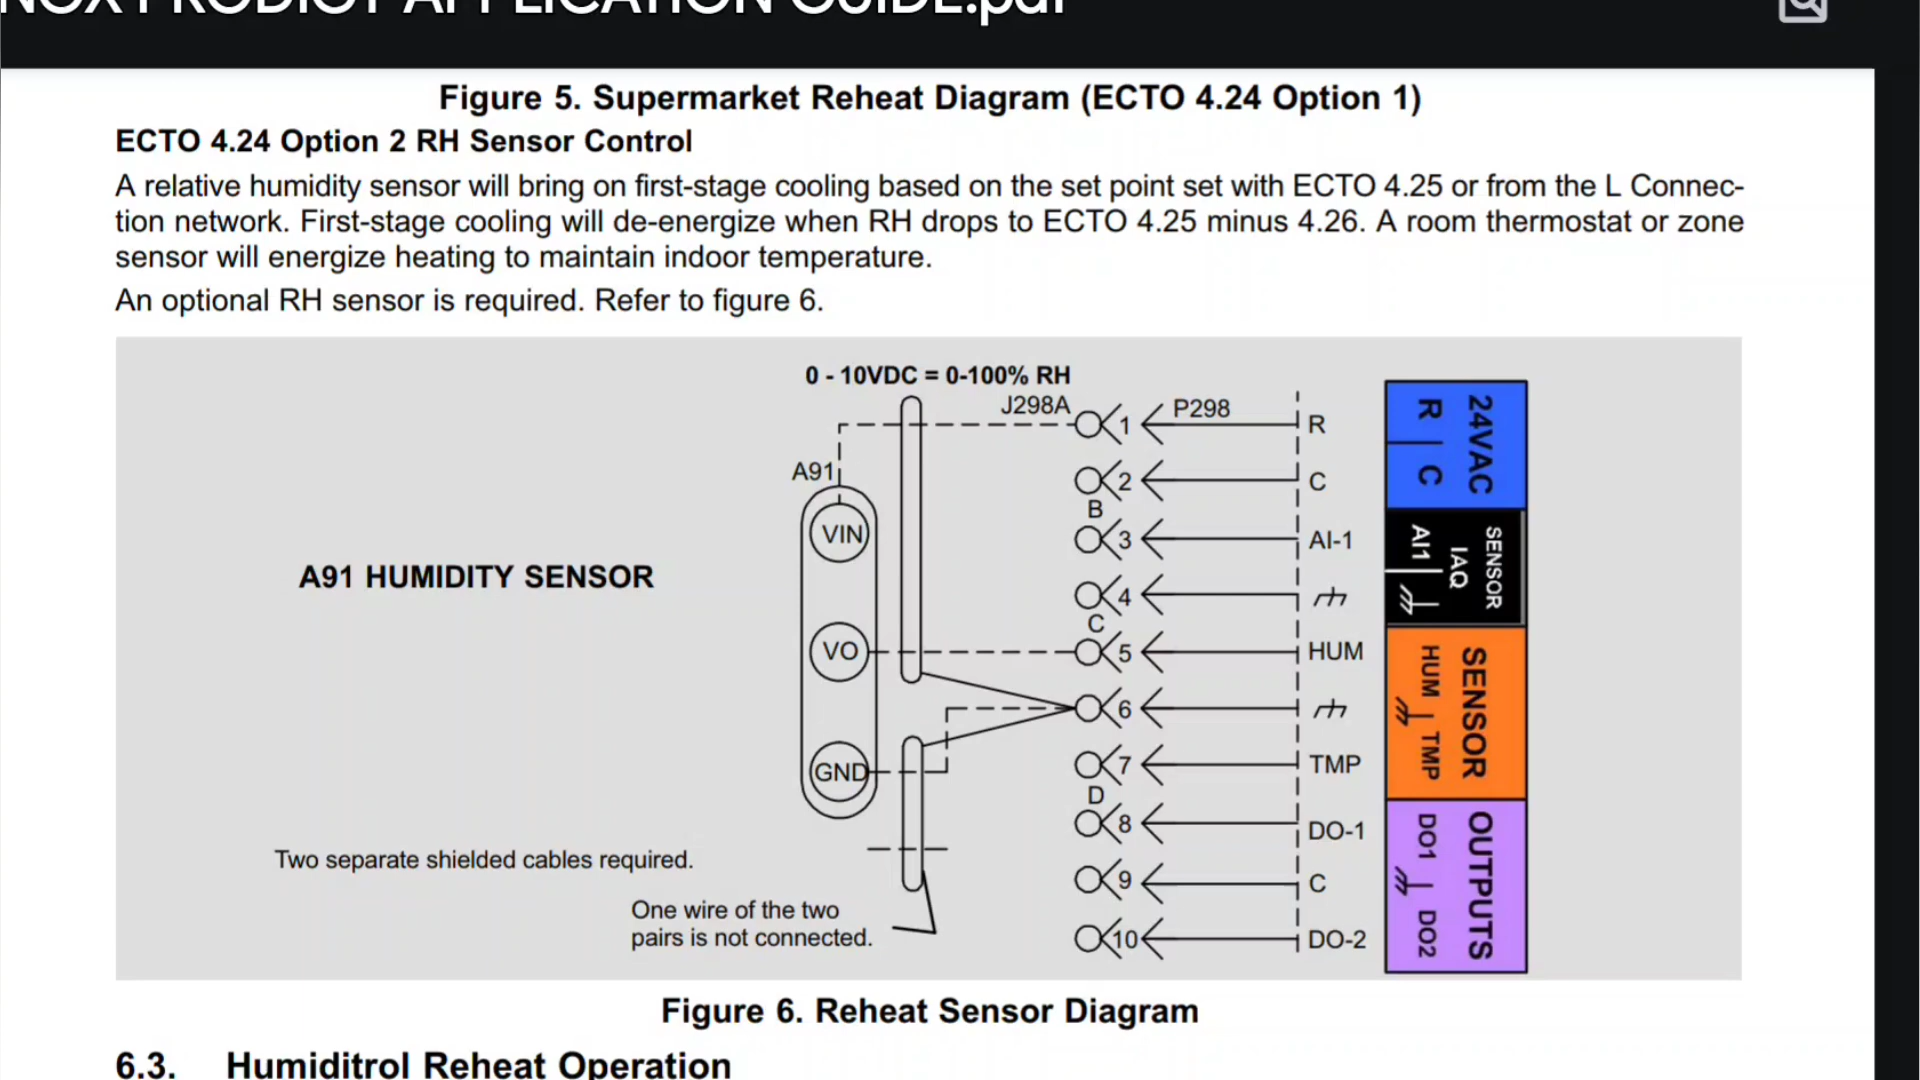 NOX PRODIGY APPLICATION GUIDE.pdf
Figure 5. Supermarket Reheat Diagram (ECTO 4.24 Option 1)
ECTO 4.24 Option 2 RH Sensor Control
A relative humidity sensor will bring on first-stage cooling based on the set point set with ECTO 4.25 or from the L Connec-
tion network. First-stage cooling will de-energize when RH drops to ECTO 4.25 minus 4.26. A room thermostat or zone
sensor will energize heating to maintain indoor temperature.
An optional RH sensor is required. Refer to figure 6.
0 - 10VDC = 0-100% RH
J298A
P298
1
R
A91
2
C
B
VIN
3
AI-1
A91 HUMIDITY SENSOR
4
C
VO
5
HUM
6
GND
7
TMP
D
8
DO-1
9
C
10
DO-2
Two separate shielded cables required.
One wire of the two
pairs is not connected.
24VAC
R C
SENSOR
IAQ
AI1
SENSOR
HUM TMP
OUTPUTS
DO1 DO2
Figure 6. Reheat Sensor Diagram
6.3. Humiditrol Reheat Operation